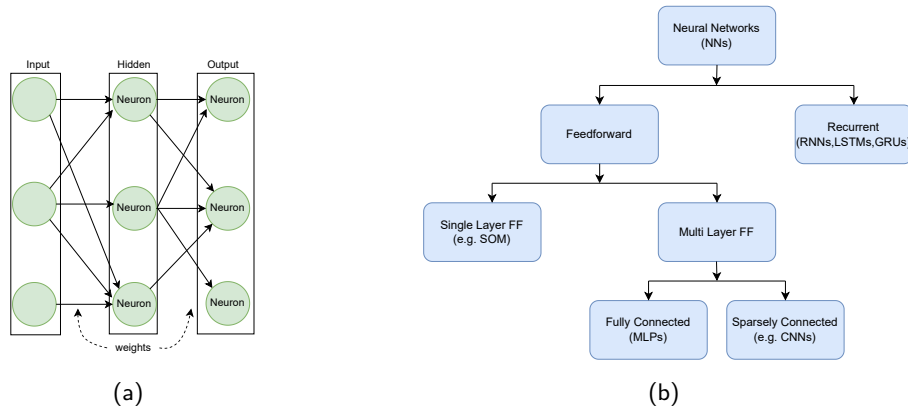 Input Hidden Output
Neuron Neuron
Neuron Neuron
Neuron Neuron
weights
(a)
Neural Networks
(NNs)
Feedforward
Recurrent
(RNNs,LSTMs,GRUs)
Single Layer FF
(e.g. SOM)
Multi Layer FF
Fully Connected
(MLPs)
Sparsely Connected
(e.g. CNNs)
(b)